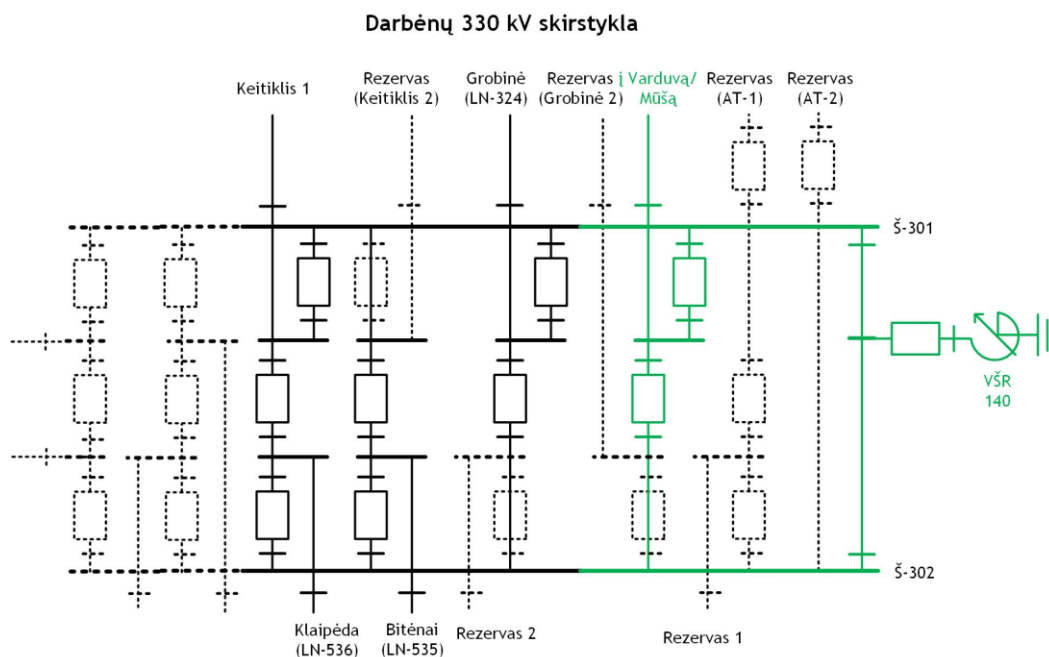 Darbėnų 330 kV skirstykla
Keitiklis 1
Rezervas
(Keitiklis 2)
Grobinė
(LN-324)
Rezervas
(Grobinė 2)
į Varduvą/
Mūšą
Rezervas
(AT-1)
Rezervas
(AT-2)
Š-301
VŠR
140
Š-302
Klaipėda
(LN-536)
Bitėnai
(LN-535)
Rezervas 2
Rezervas 1